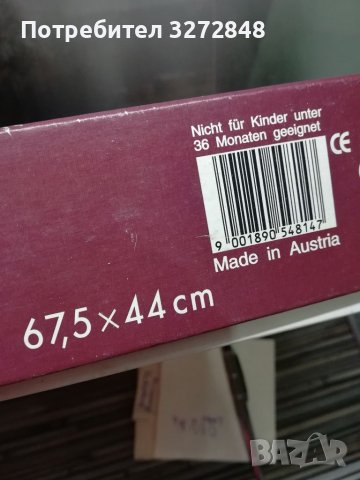 Потребител 3272848
Nicht für Kinder unter
36 Monaten geeignet
CE
9 001890 548147
Made in Austria
67,5 × 44 cm
BAZAR